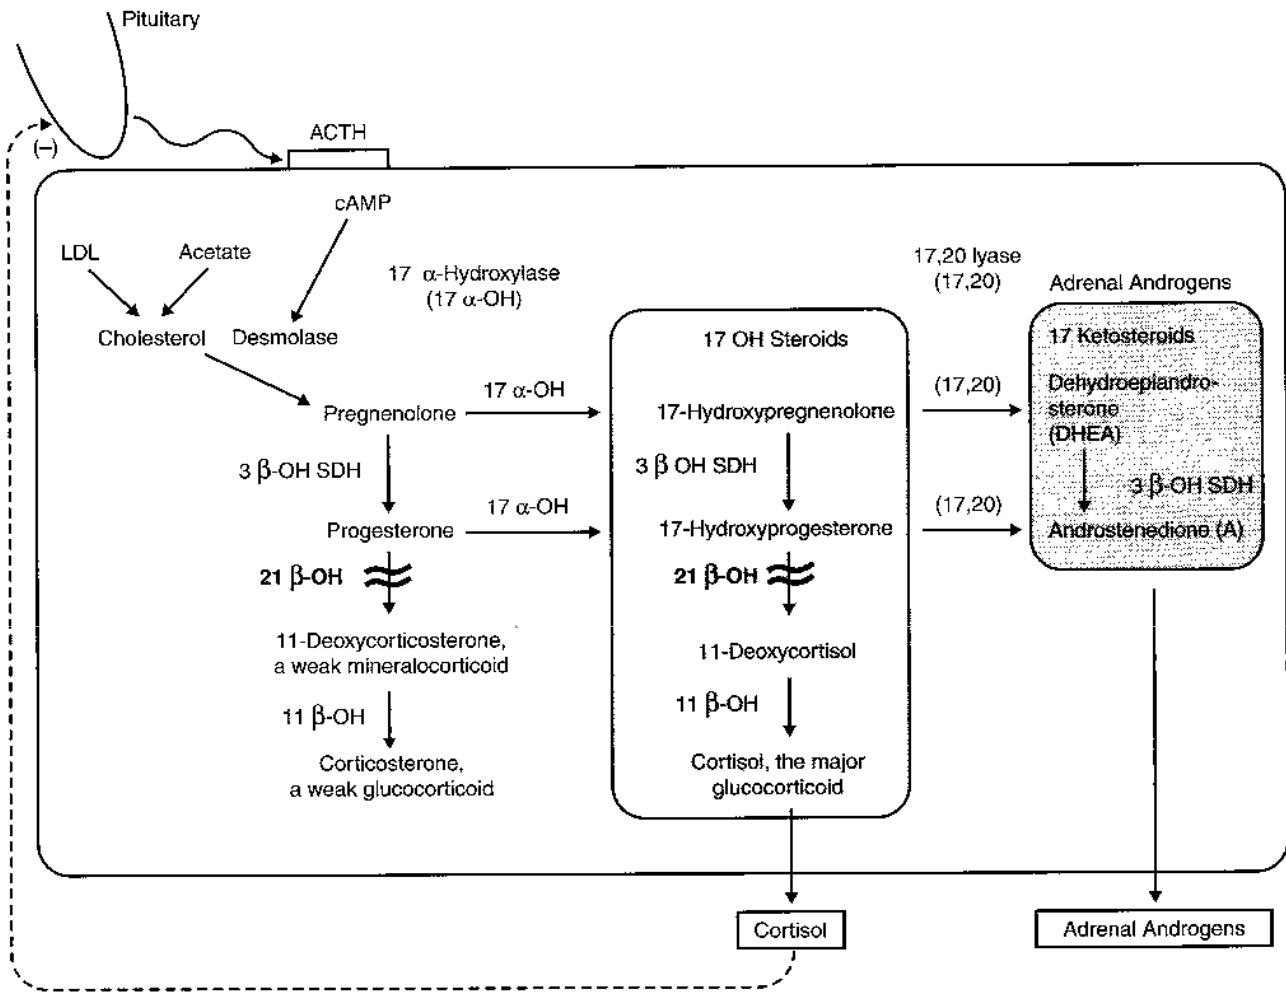 Pituitary
(–)
ACTH
cAMP
LDL
Acetate
17 α-Hydroxylase
(17 α-OH)
17,20 lyase
(17,20)
Adrenal Androgens
Cholesterol
Desmolase
17 OH Steroids
17 Ketosteroids
Pregnenolone
17 α-OH
17-Hydroxypregnenolone
(17,20)
Dehydroepiandro-
sterone
(DHEA)
3 β-OH SDH
3 β OH SDH
3 β-OH SDH
Progesterone
17 α-OH
17-Hydroxyprogesterone
(17,20)
Androstenedione (A)
21 β-OH
21 β-OH
11-Deoxycorticosterone,
a weak mineralocorticoid
11-Deoxycortisol
11 β-OH
11 β-OH
Corticosterone,
a weak glucocorticoid
Cortisol, the major
glucocorticoid
Cortisol
Adrenal Androgens